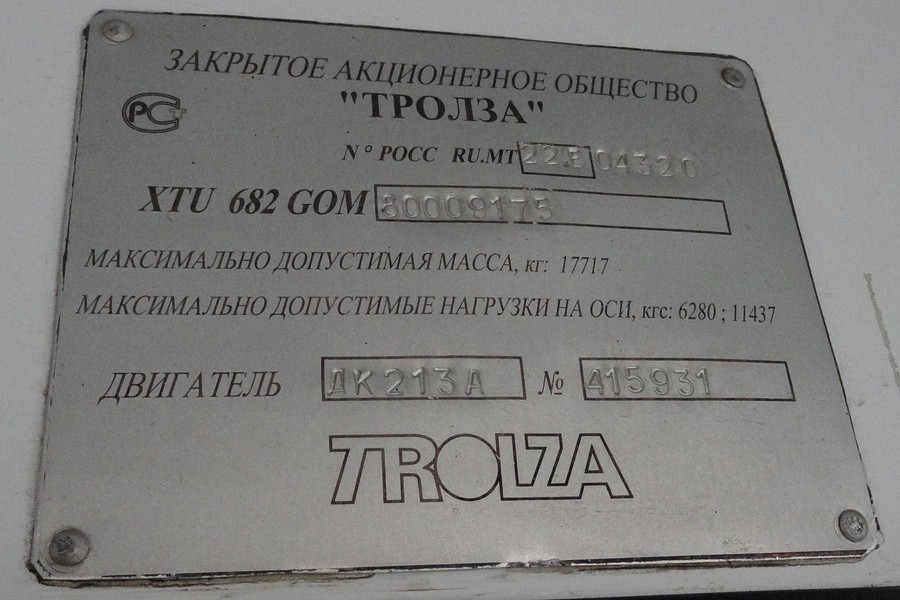 ЗАКРЫТОЕ АКЦИОНЕРНОЕ ОБЩЕСТВО
"ТРОЛЗА"
РСТ
N° РОСС RU.MT 22.E 04320
XTU 682 GOM 80009175
МАКСИМАЛЬНО ДОПУСТИМАЯ МАССА, кг: 17717
МАКСИМАЛЬНО ДОПУСТИМЫЕ НАГРУЗКИ НА ОСИ, кгс: 6280 ; 11437
ДВИГАТЕЛЬ ДК213А № 415931
TROLZA